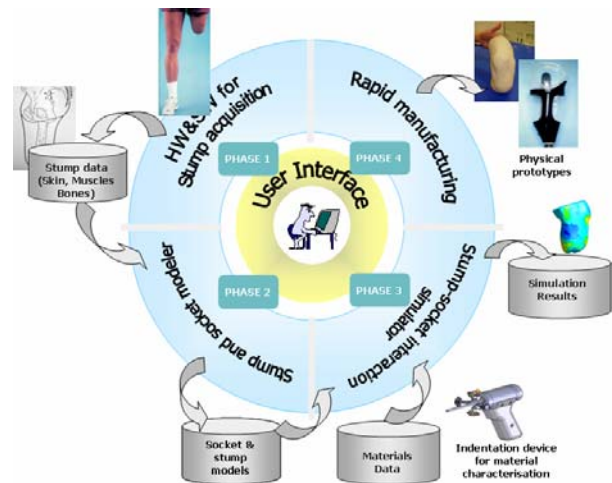 HW&SW for
Stump acquisition
Rapid manufacturing
PHASE 1
PHASE 4
User Interface
Stump data
(Skin, Muscles
Bones)
Physical
prototypes
PHASE 2
PHASE 3
Stump and socket modeler
Stump-socket interaction
simulator
Simulation
Results
Socket &
stump
models
Materials
Data
Indentation device
for material
characterisation